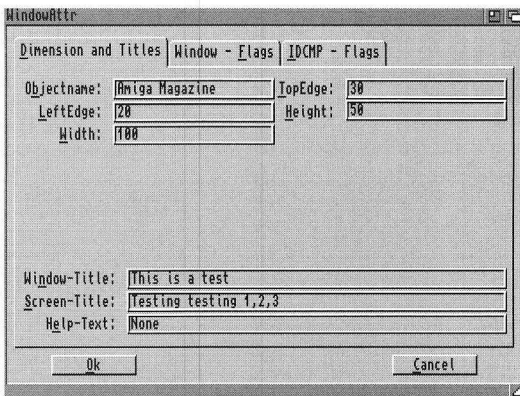 WindowAttr
Dimension and Titles Window - Flags IDCMP - Flags
Objectname: Amiga Magazine TopEdge: 30
LeftEdge: 20 Height: 50
Width: 100
Window-Title: This is a test
Screen-Title: Testing testing 1,2,3
Help-Text: None
Ok Cancel